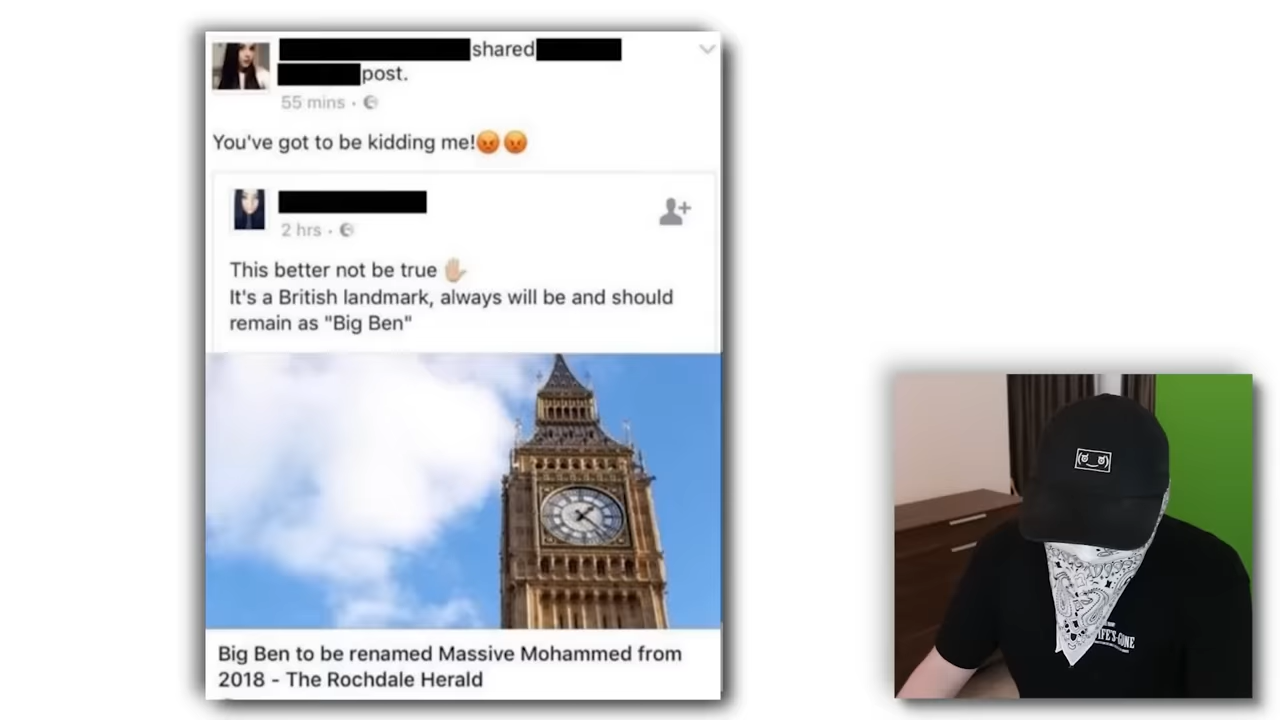 shared
post.
55 mins ·
You've got to be kidding me!😡😡
2 hrs ·
This better not be true ✋🏼
It's a British landmark, always will be and should
remain as "Big Ben"
Big Ben to be renamed Massive Mohammed from
2018 - The Rochdale Herald